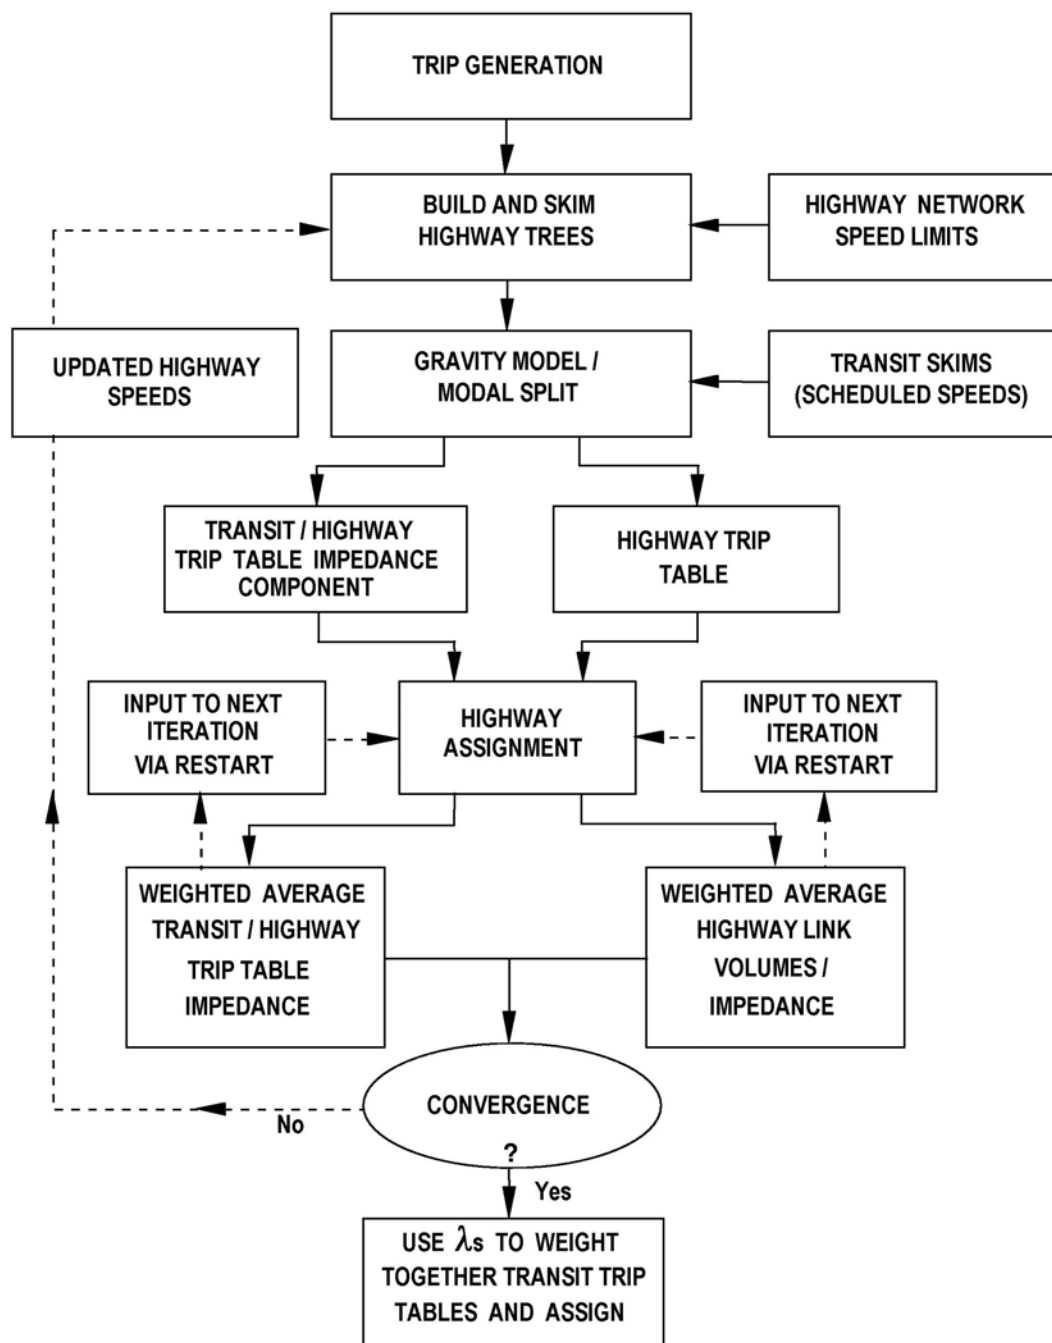 TRIP GENERATION
BUILD AND SKIM
HIGHWAY TREES
HIGHWAY NETWORK
SPEED LIMITS
UPDATED HIGHWAY
SPEEDS
GRAVITY MODEL /
MODAL SPLIT
TRANSIT SKIMS
(SCHEDULED SPEEDS)
TRANSIT / HIGHWAY
TRIP TABLE IMPEDANCE
COMPONENT
HIGHWAY TRIP
TABLE
INPUT TO NEXT
ITERATION
VIA RESTART
HIGHWAY
ASSIGNMENT
INPUT TO NEXT
ITERATION
VIA RESTART
WEIGHTED AVERAGE
TRANSIT / HIGHWAY
TRIP TABLE
IMPEDANCE
WEIGHTED AVERAGE
HIGHWAY LINK
VOLUMES /
IMPEDANCE
CONVERGENCE
?
No
Yes
USE λs TO WEIGHT
TOGETHER TRANSIT TRIP
TABLES AND ASSIGN